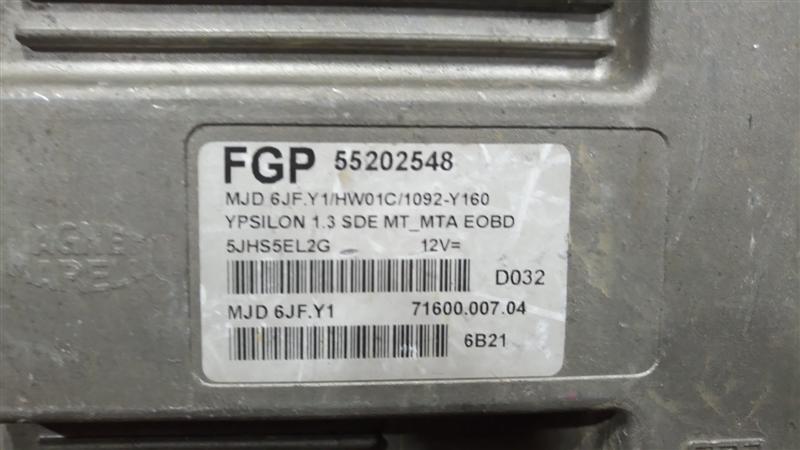 FGP 55202548
MJD 6JF.Y1/HW01C/1092-Y160
YPSILON 1.3 SDE MT_MTA EOBD
5JHS5EL2G 12V=
D032
MJD 6JF.Y1 71600.007.04
6B21